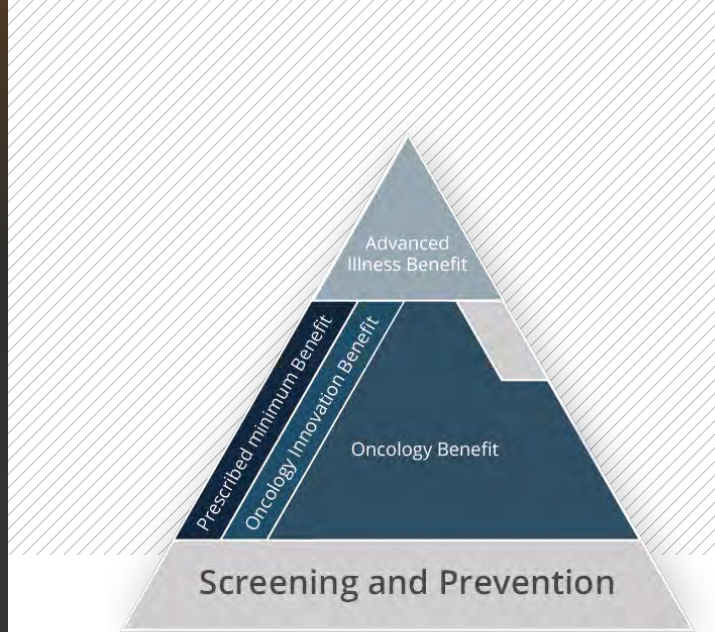 Advanced
Illness Benefit
Prescribed minimum Benefit
Oncology Innovation Benefit
Oncology Benefit
Screening and Prevention